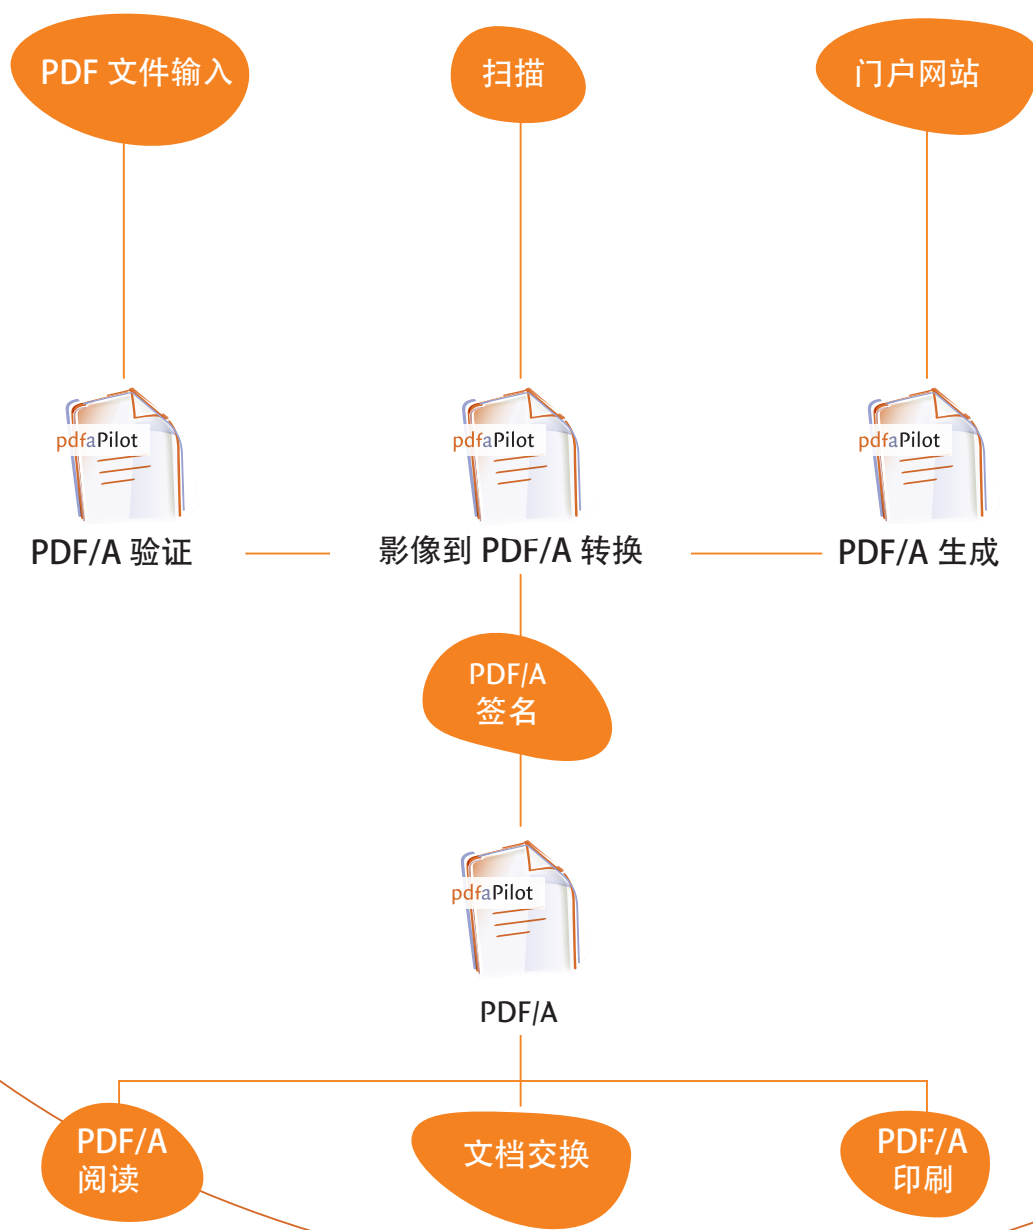 PDF 文件输入
扫描
门户网站
pdfaPilot
pdfaPilot
pdfaPilot
PDF/A 验证
影像到 PDF/A 转换
PDF/A 生成
PDF/A
签名
pdfaPilot
PDF/A
PDF/A
阅读
文档交换
PDF/A
印刷